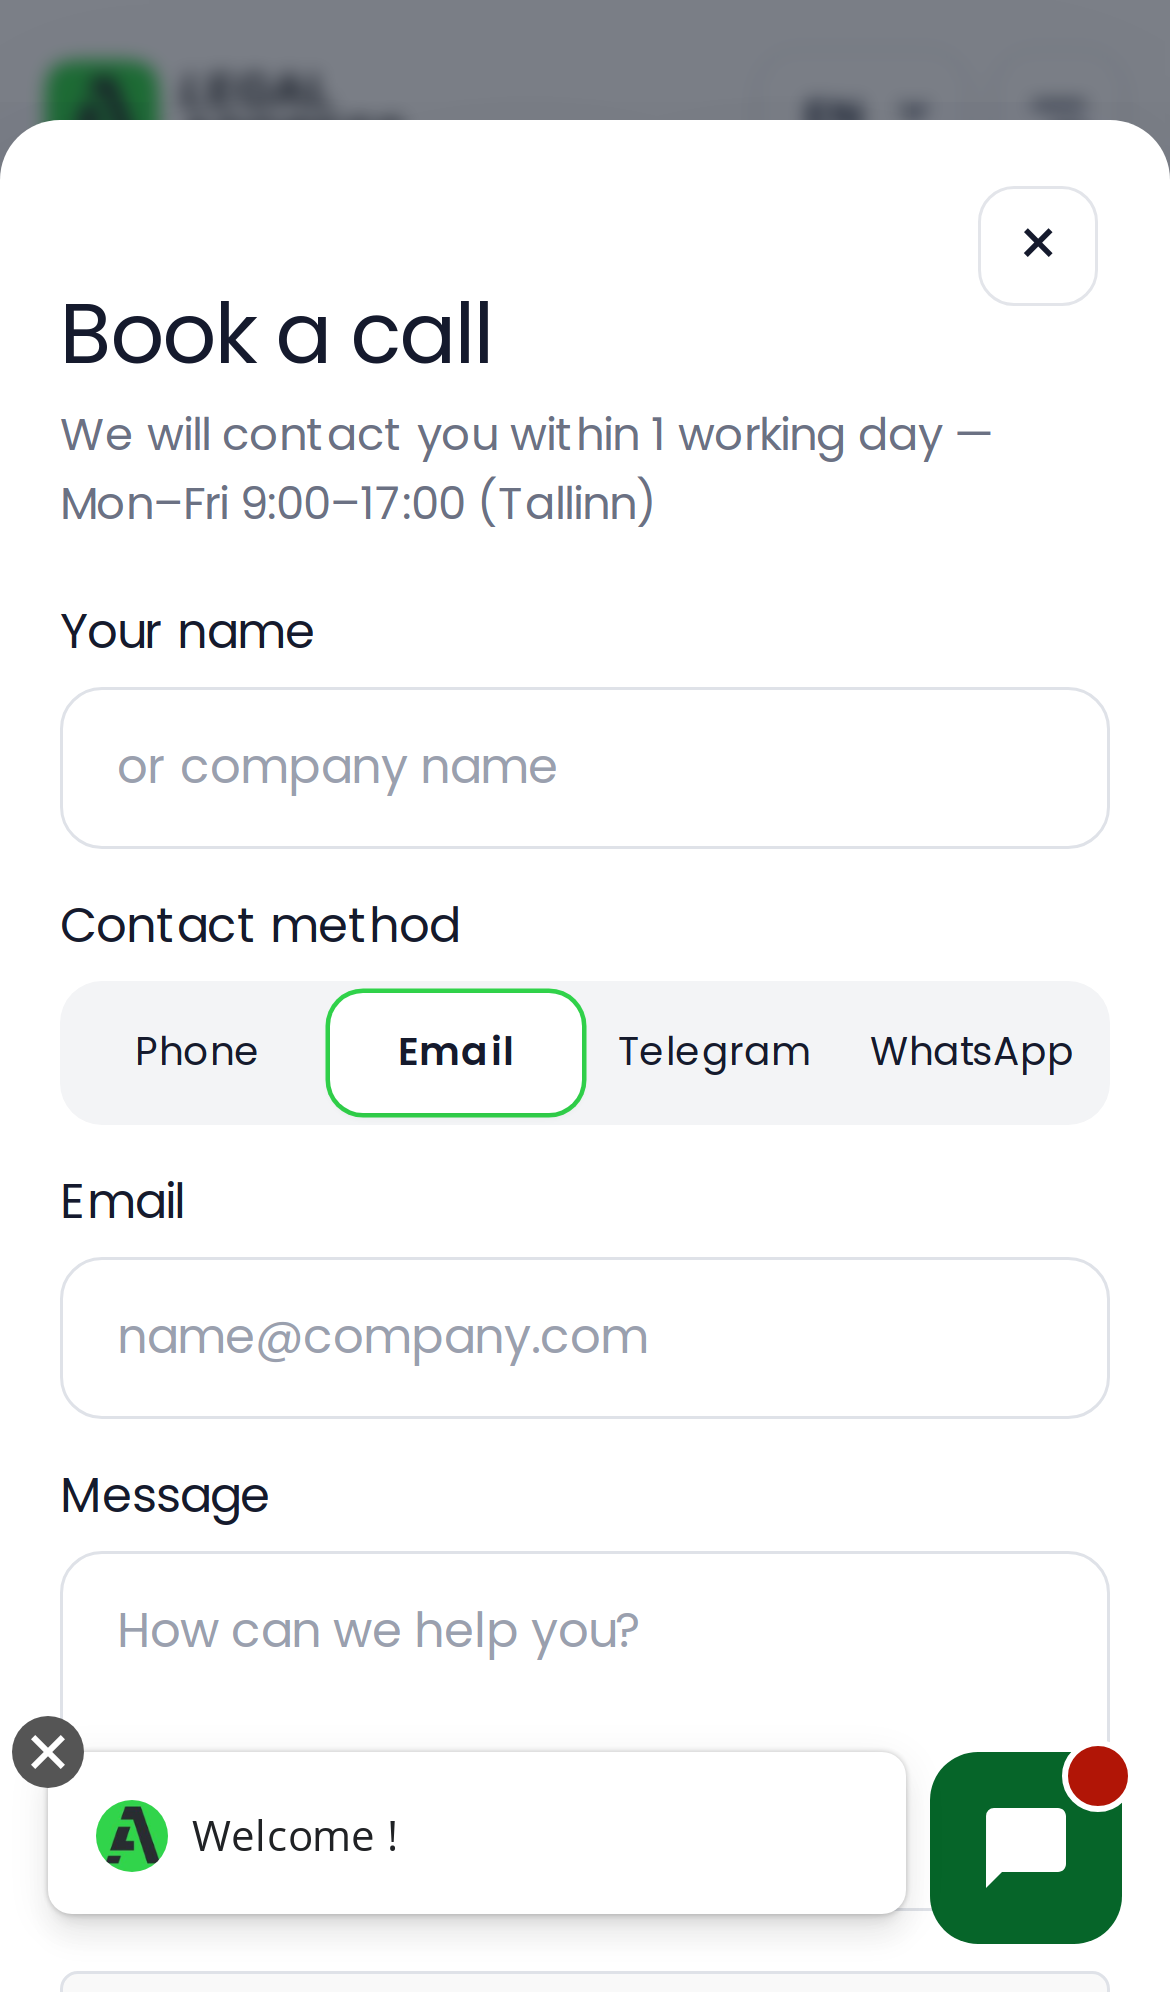 LEGAL
EN
Book a call
We will contact you within 1 working day —
Mon–Fri 9:00–17:00 (Tallinn)
Your name
or company name
Contact method
Phone Email Telegram WhatsApp
Email
name@company.com
Message
How can we help you?
Welcome !